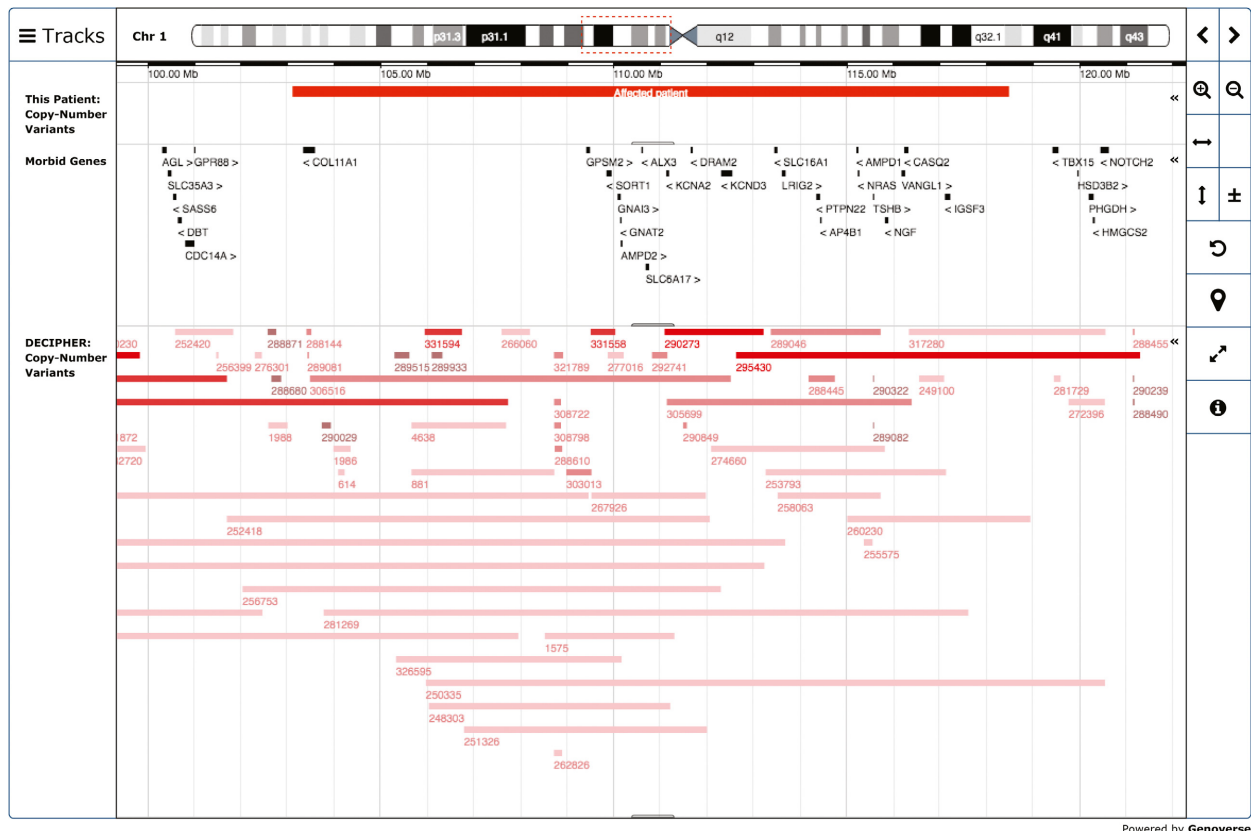 ☰ Tracks
Chr 1
p31.3 p31.1 q12 q32.1 q41 q43
100.00 Mb 105.00 Mb 110.00 Mb 115.00 Mb 120.00 Mb
This Patient:
Copy-Number
Variants
Affected patient
«
Morbid Genes
AGL > GPR88 > < COL11A1 GPSM2 > < ALX3 < DRAM2 < SLC16A1 < AMPD1 < CASQ2 < TBX15 < NOTCH2
«
SLC35A3 > < SORT1 < KCNA2 < KCND3 LRIG2 > < NRAS VANGL1 > HSD3B2 >
< SASS6 GNAI3 > < PTPN22 TSHB > < IGSF3 PHGDH >
< DBT < GNAT2 < AP4B1 < NGF < HMGCS2
CDC14A > AMPD2 >
SLC6A17 >
DECIPHER:
Copy-Number
Variants
0230 252420 288871 288144 331594 266060 331558 290273 289046 317280 288455
«
256399 276301 289081 289515 289933 321789 277016 292741 295430
288680 306516 288445 290322 249100 281729 290239
308722 305699 272396 288490
1872 1988 290029 4638 308798 290849 289082
32720 1986 288610 274660
614 881 303013 253793
267926 258063
252418 260230
255575
256753
281269
1575
326595
250335
248303
251326
262826
Powered by Genoverse